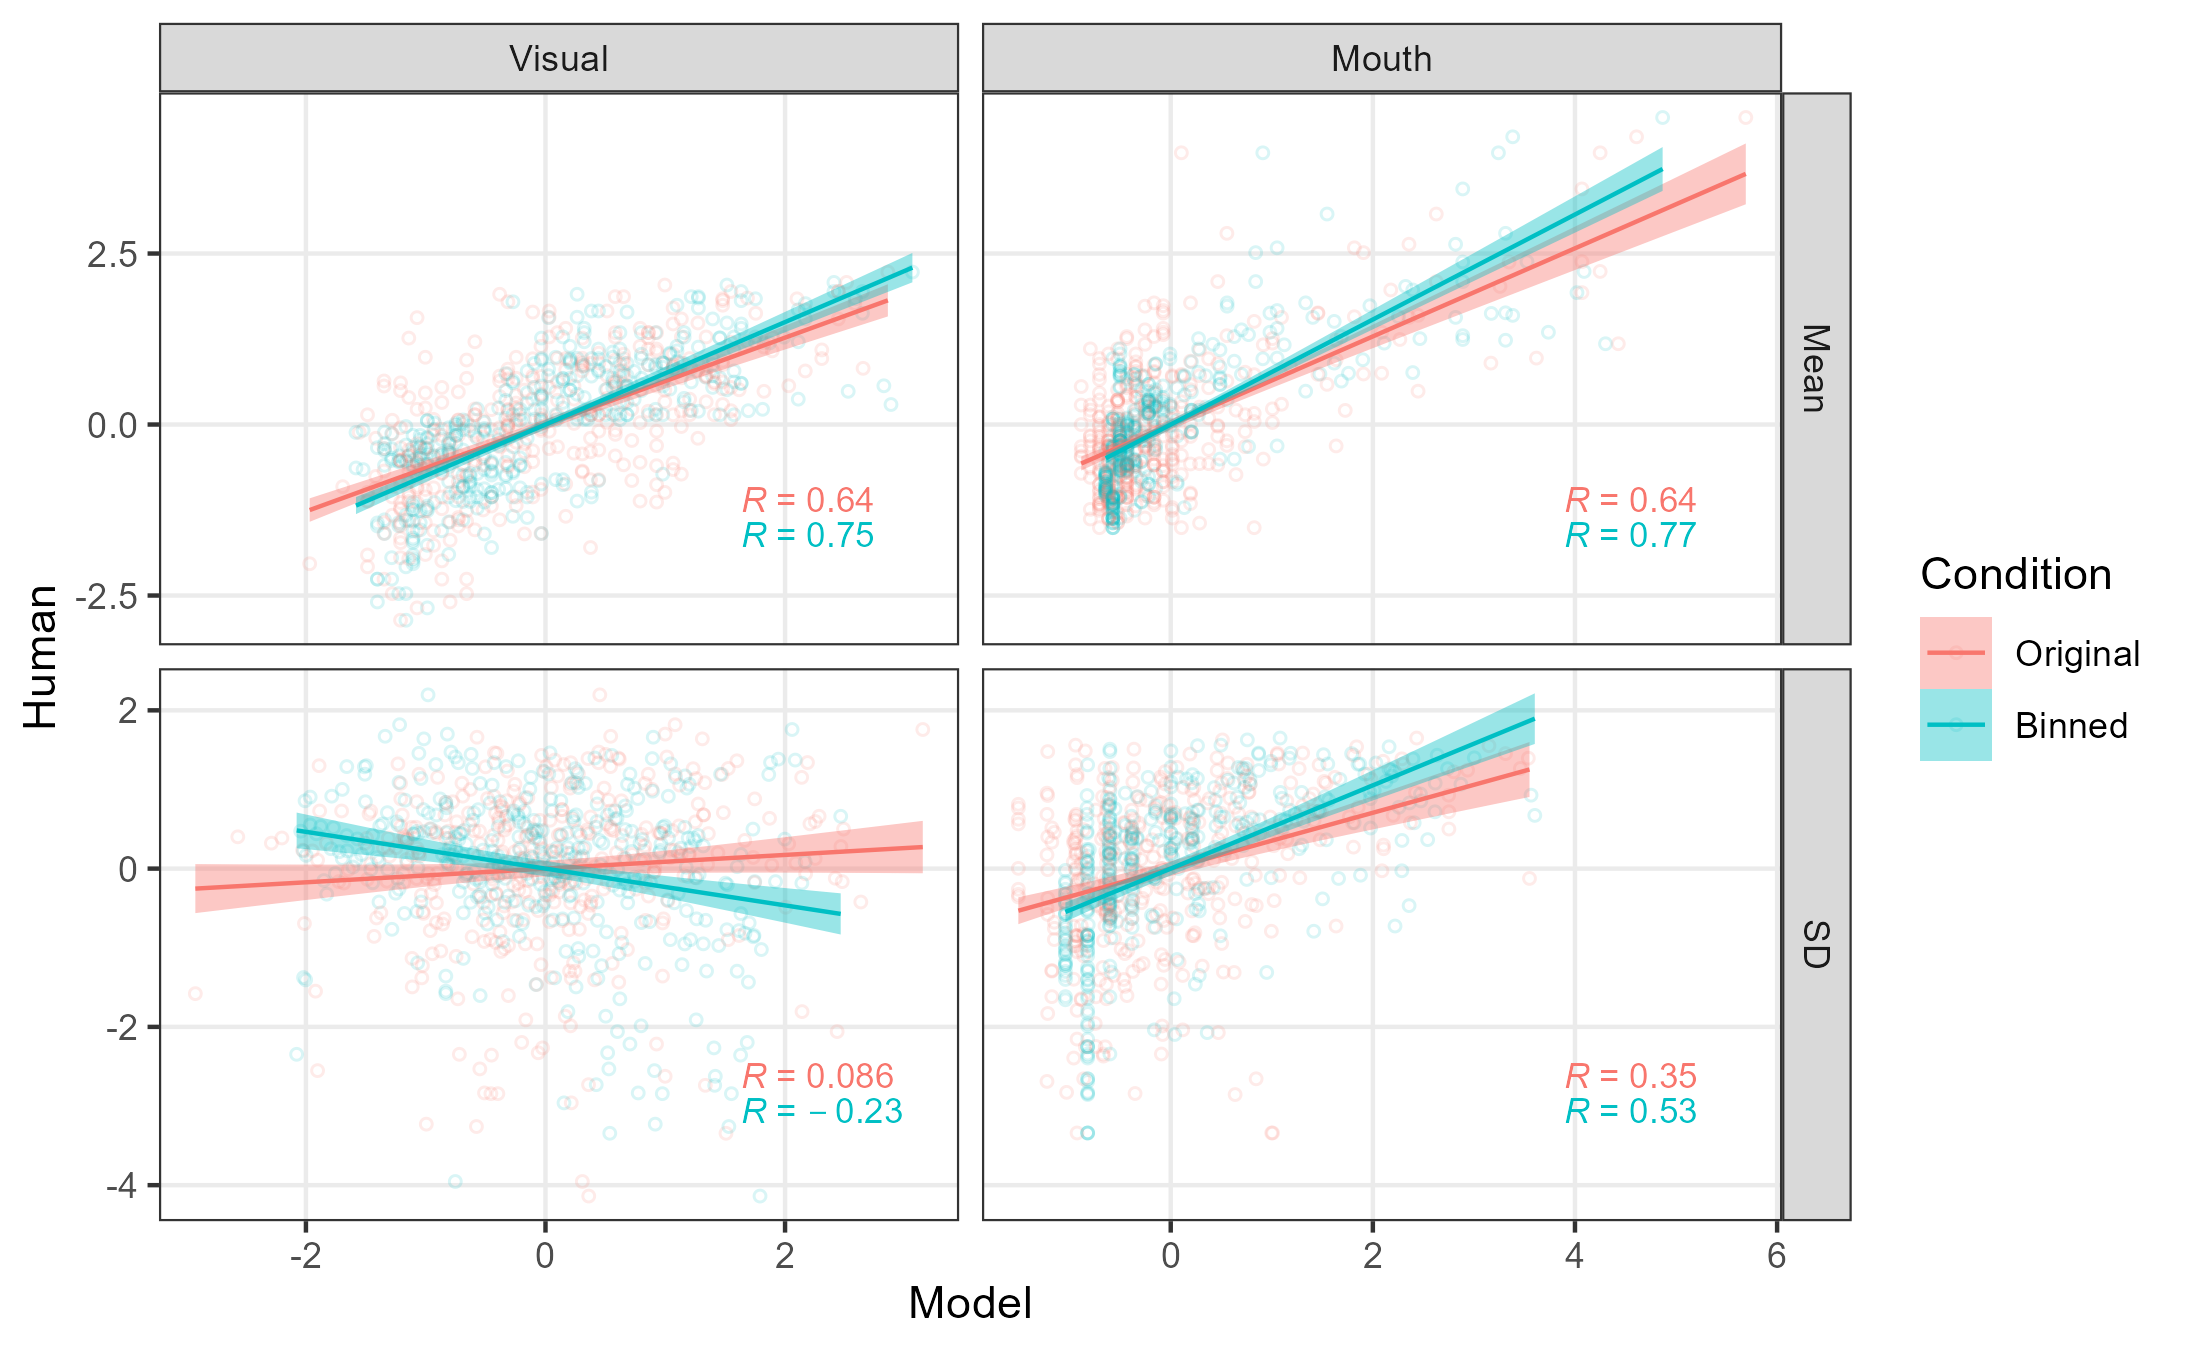 Visual
Mouth
2.5
0.0
-2.5
R = 0.64
R = 0.75
R = 0.64
R = 0.77
Mean
Human
2
0
-2
-4
R = 0.086
R = −0.23
R = 0.35
R = 0.53
SD
-2 0 2
0 2 4 6
Model
Condition
Original
Binned